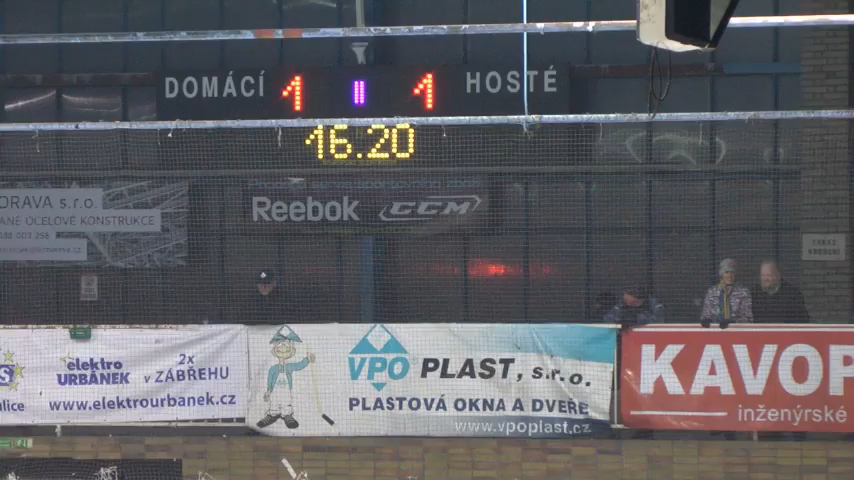 DOMÁCÍ 1 II 1 HOSTÉ
16.20
ORAVA s.r.o.
OCELOVÉ KONSTRUKCE
Reebok CCM
elektro
URBÁNEK
2x
v ZÁBŘEHU
www.elektrourbanek.cz
VPO PLAST, s.r.o.
PLASTOVÁ OKNA A DVEŘE
www.vpoplast.cz
KAVOP
inženýrské